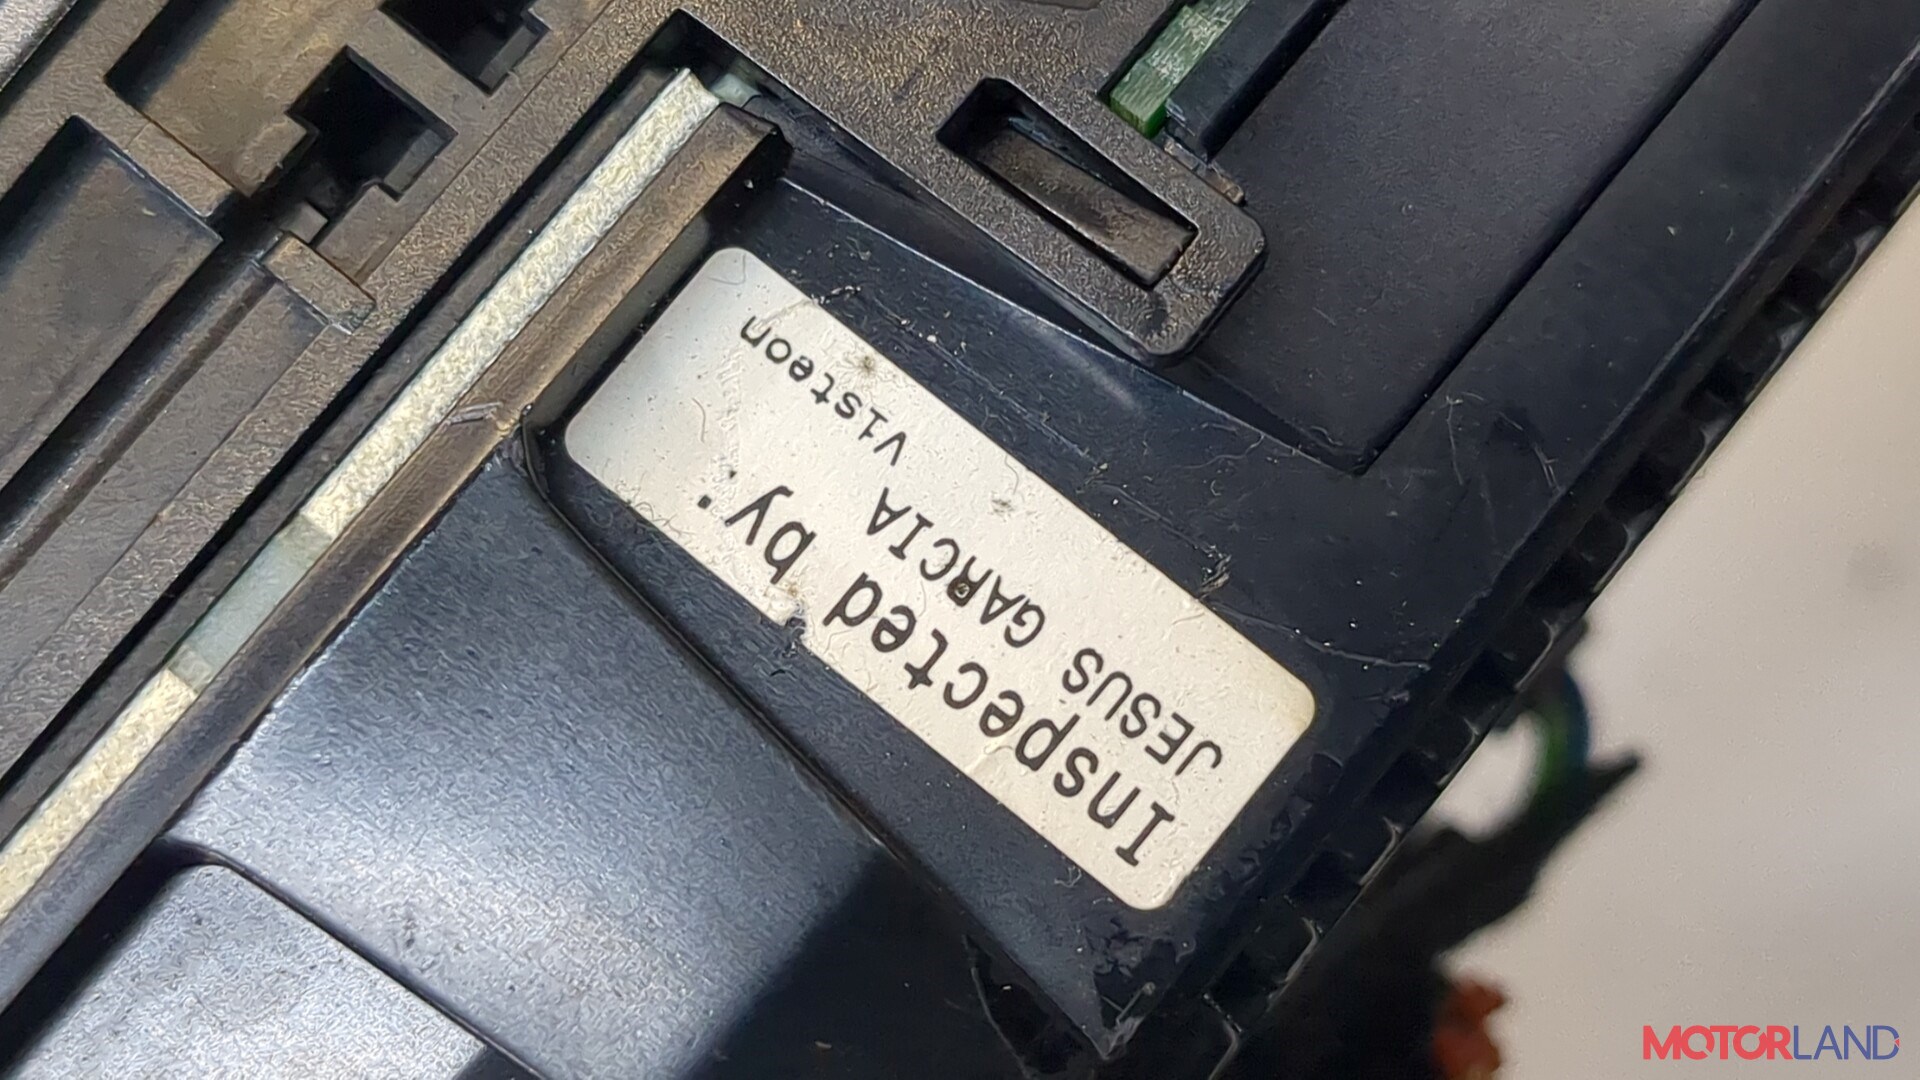 Inspected by:
JESUS GARCIA Visteon
MOTORLAND